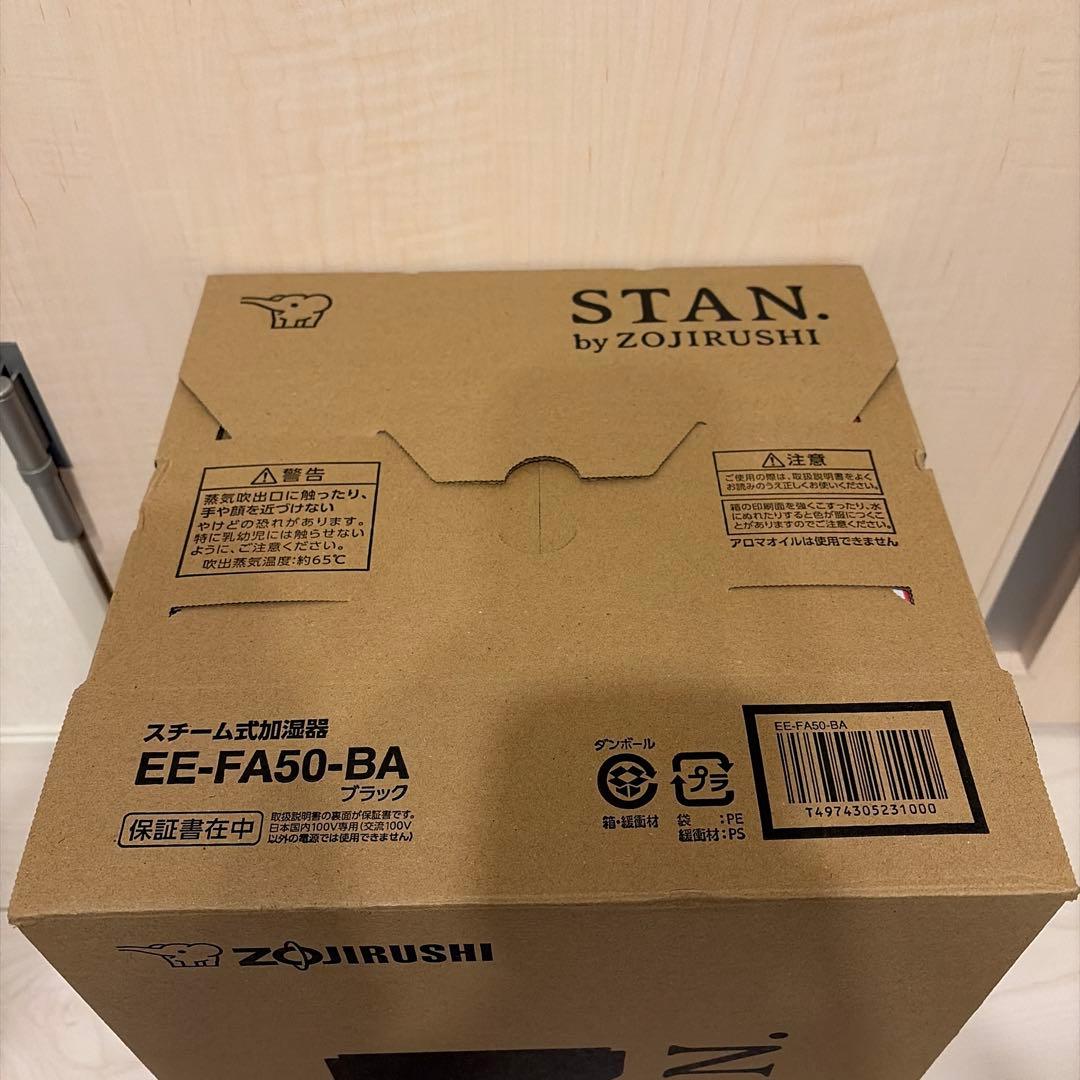 STAN.
by ZOJIRUSHI
警告
蒸気吹出口に触ったり、
手や顔を近づけない
やけどの恐れがあります。
特に乳幼児には触らせない
ように、ご注意ください。
吹出蒸気温度:約65℃
注意
ご使用の際は、取扱説明書をよく
お読みのうえ正しくお使いください。
箱の印刷面を強くこすったり、水
にぬれたりすると色が服につくこ
とがありますのでご注意ください。
アロマオイルは使用できません
スチーム式加湿器
EE-FA50-BA
ブラック
保証書在中
取扱説明書の裏面が保証書です。
日本国内100V専用(交流100V
以外の電源では使用できません)
ダンボール
箱・緩衝材
プラ
袋 :PE
緩衝材:PS
EE-FA50-BA
T4974305231000
ZOJIRUSHI
N.